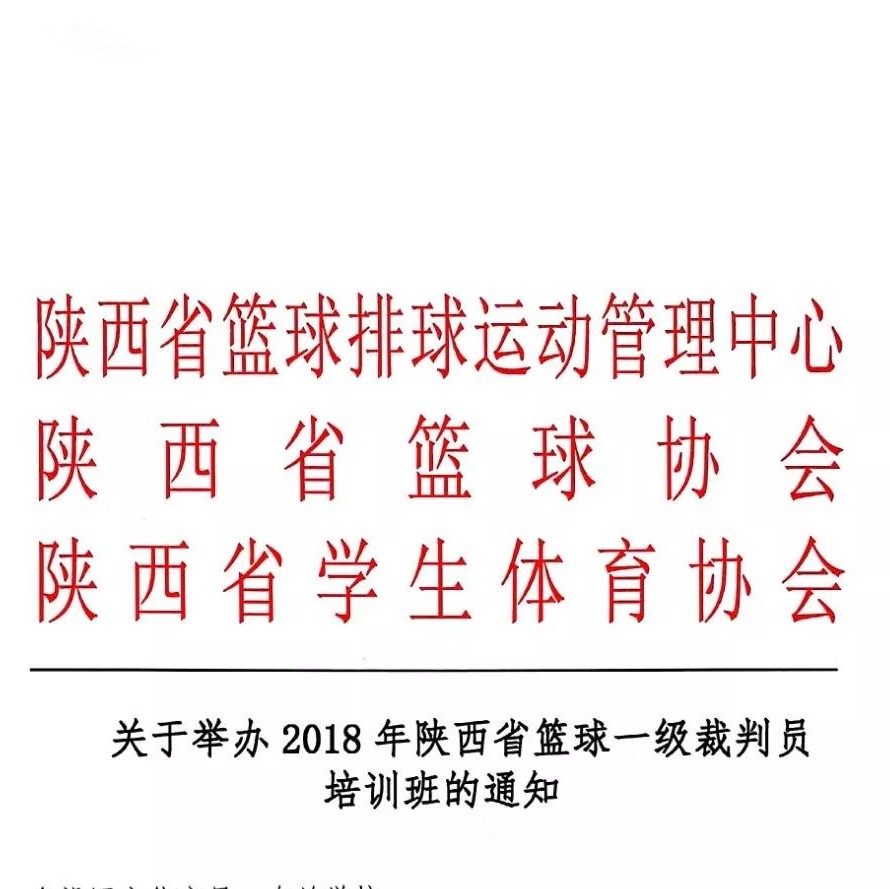 陕西省篮球排球运动管理中心
陕西省篮球协会
陕西省学生体育协会
关于举办 2018 年陕西省篮球一级裁判员
培训班的通知